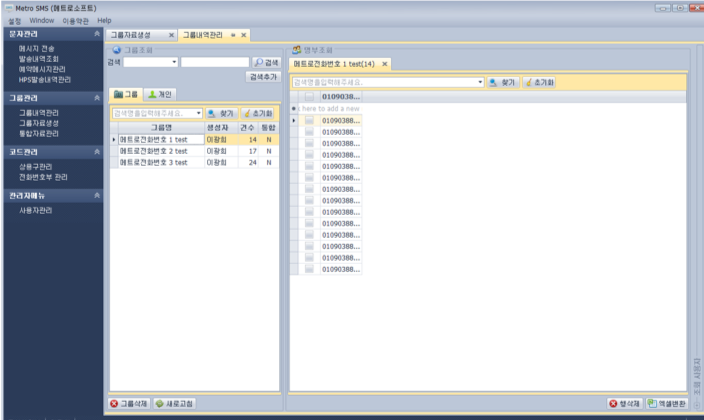 Metro SMS (메트로소프트)
설정 Window 이용약관 Help
문자관리
메시지 전송
발송내역조회
예약메시지관리
HPS발송내역관리
그룹관리
그룹내역관리
그룹자료생성
통합자료관리
코드관리
상용구관리
전화번호부 관리
관리자메뉴
사용자관리
그룹자료생성 그룹내역관리
그룹조회
검색 검색
검색추가
그룹 개인
검색명을입력해주세요. 찾기 초기화
그룹명 생성자 건수 통합
메트로전화번호 1 test 이광희 14 N
메트로전화번호 2 test 이광희 17 N
메트로전화번호 3 test 이광희 24 N
그룹삭제 새로고침
명부조회
메트로전화번호 1 test(14)
검색명을입력해주세요. 찾기 초기화
0109038...
here to add a new
01090388...
01090388...
01090388...
01090388...
01090388...
01090388...
01090388...
01090388...
01090388...
01090388...
01090388...
01090388...
01090388...
01090388...
행삭제 엑셀변환